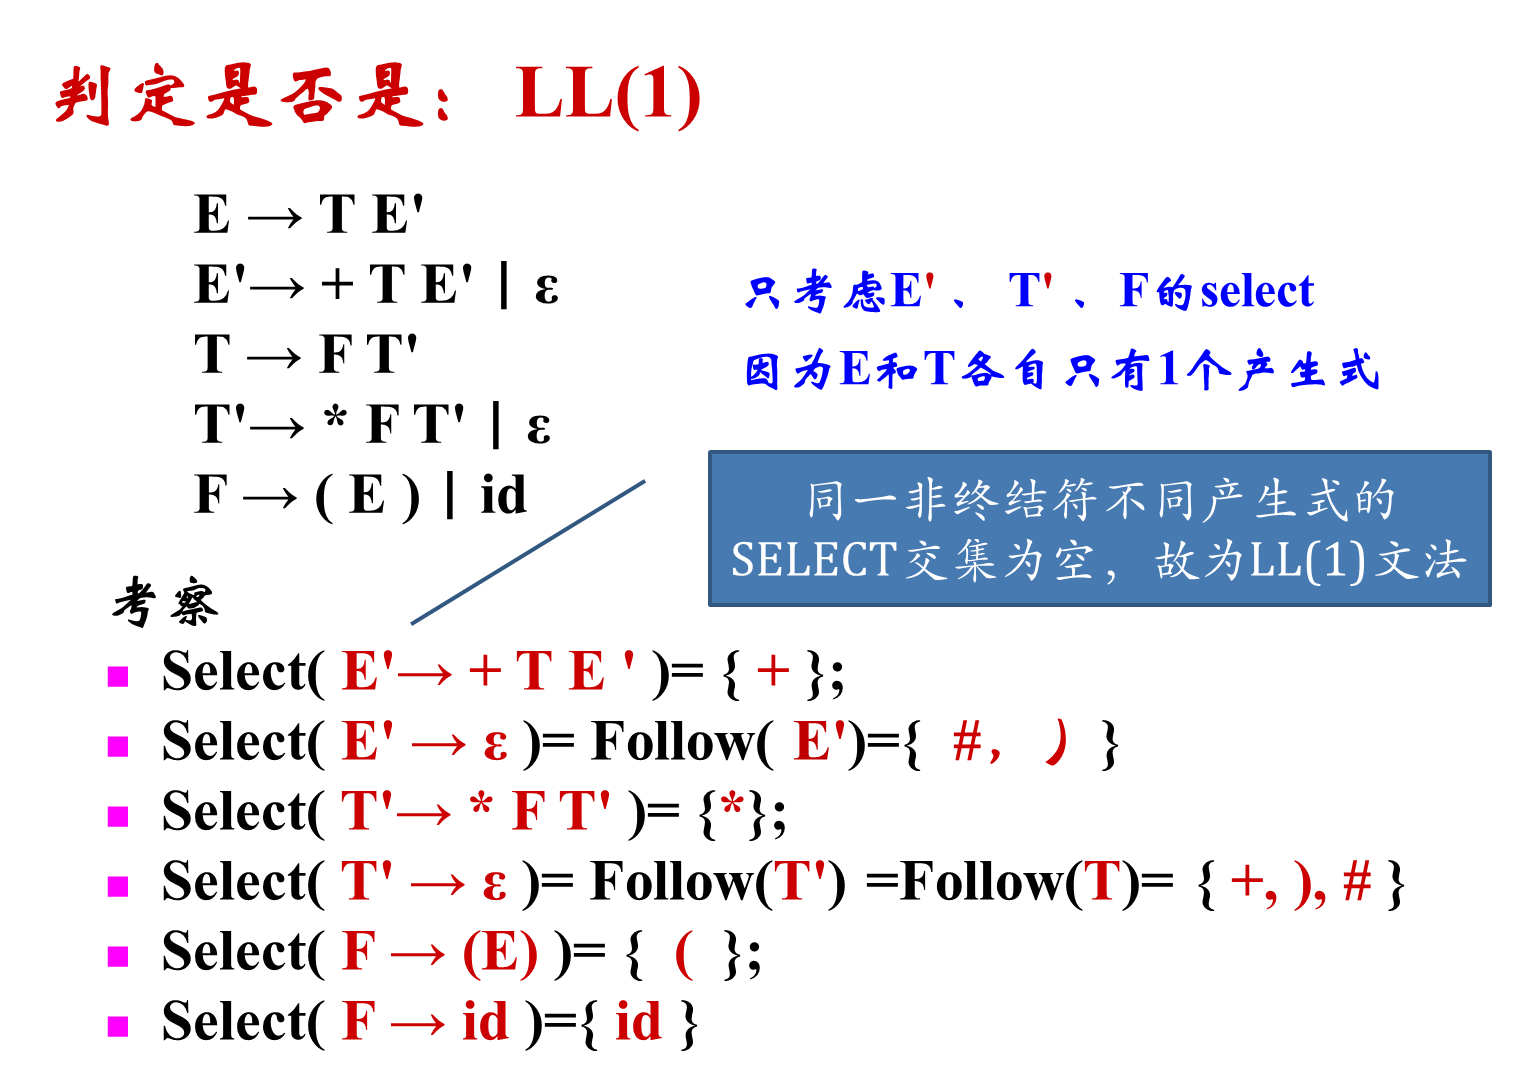 判定是否是： LL(1)
E → T E'
E'→ + T E' | ε
T → F T'
T'→ * F T' | ε
F → ( E ) | id
只考虑E' 、 T' 、F的select
因为E和T各自只有1个产生式
同一非终结符不同产生式的
SELECT交集为空，故为LL(1)文法
考察
Select( E'→ + T E ' )= { + };
Select( E' → ε )= Follow( E')={ #, ) }
Select( T'→ * F T' )= {*};
Select( T' → ε )= Follow(T') =Follow(T)= { +, ), # }
Select( F → (E) )= { ( };
Select( F → id )={ id }